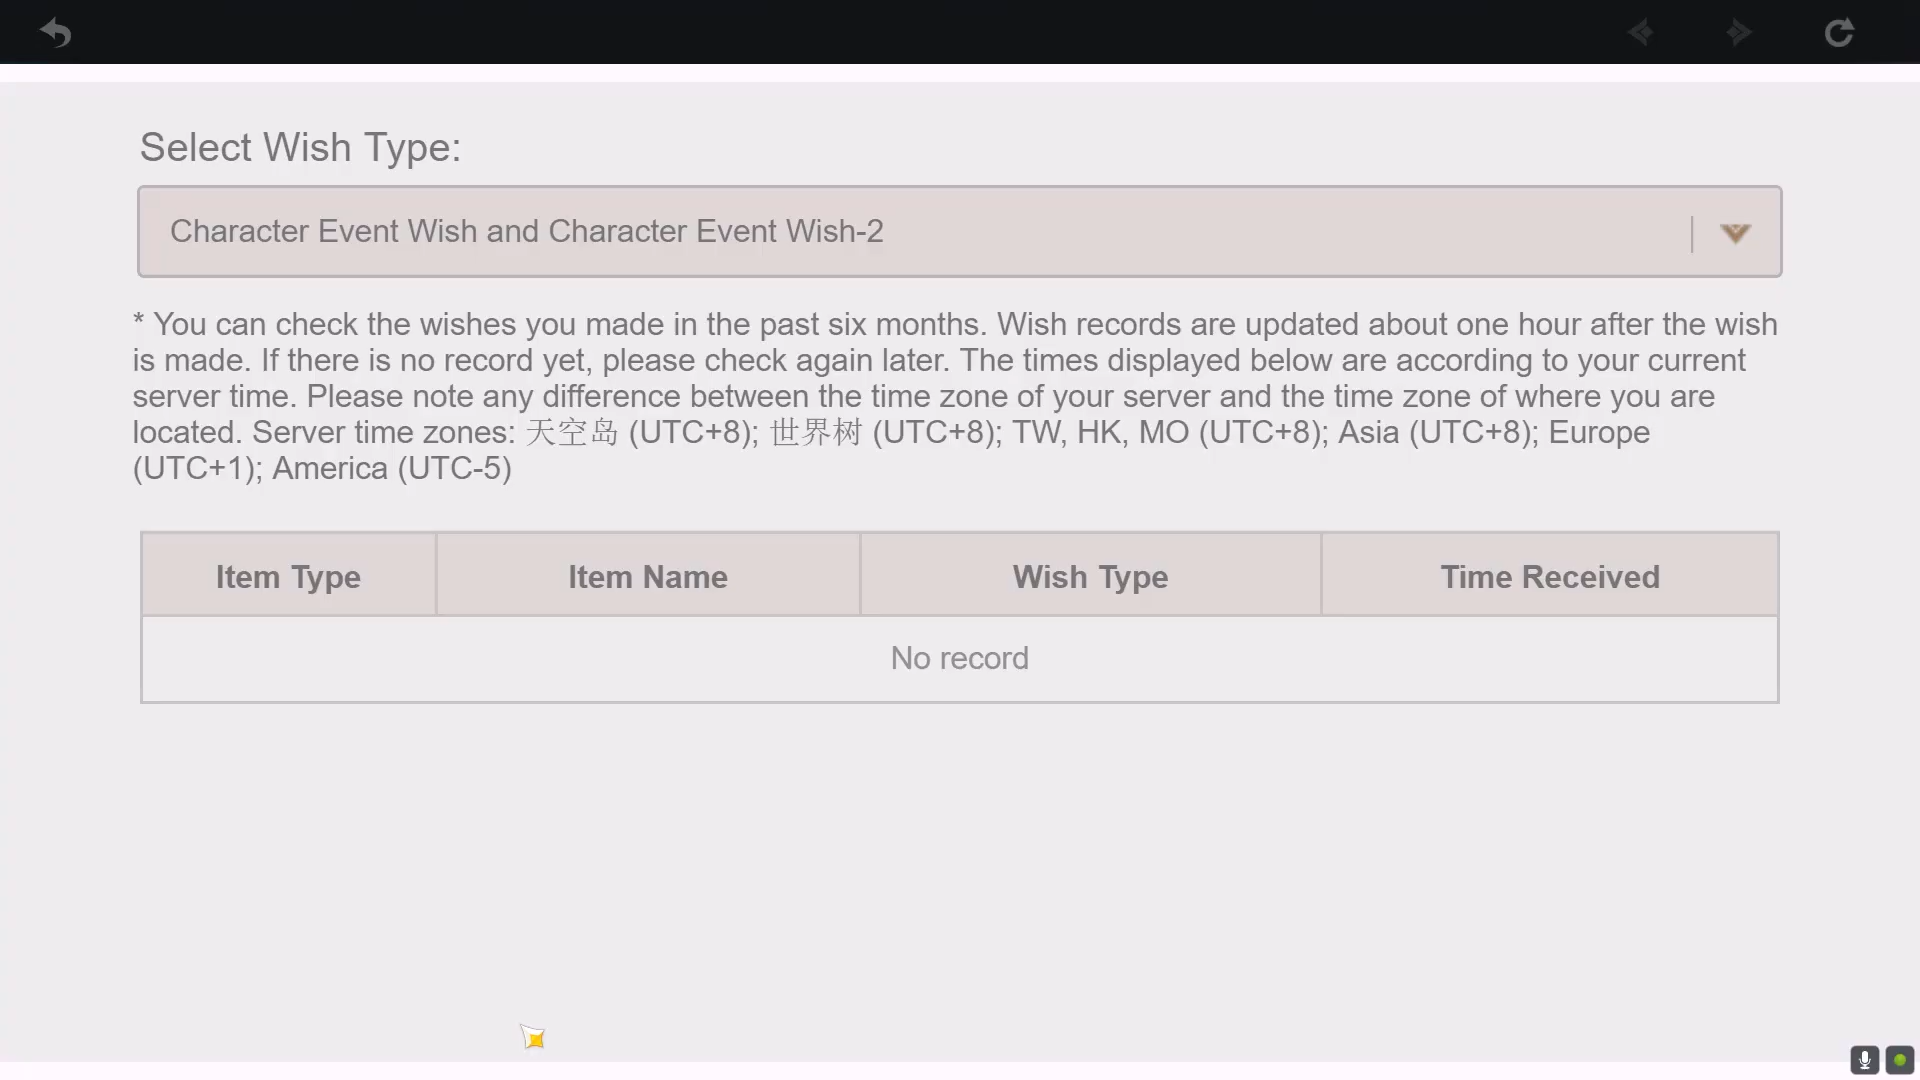 Select Wish Type:
Character Event Wish and Character Event Wish-2
* You can check the wishes you made in the past six months. Wish records are updated about one hour after the wish
is made. If there is no record yet, please check again later. The times displayed below are according to your current
server time. Please note any difference between the time zone of your server and the time zone of where you are
located. Server time zones: 天空岛 (UTC+8); 世界树 (UTC+8); TW, HK, MO (UTC+8); Asia (UTC+8); Europe
(UTC+1); America (UTC-5)
Item Type Item Name Wish Type Time Received
No record